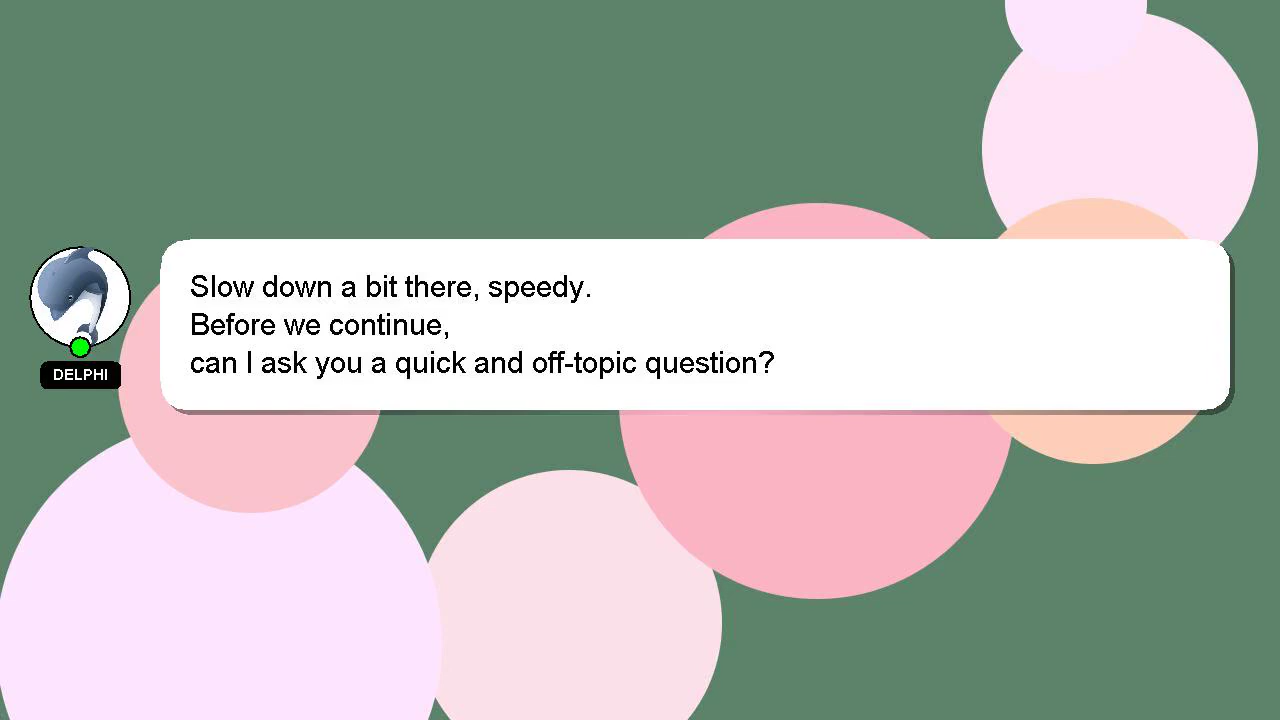 Slow down a bit there, speedy.
Before we continue,
can I ask you a quick and off-topic question?
DELPHI